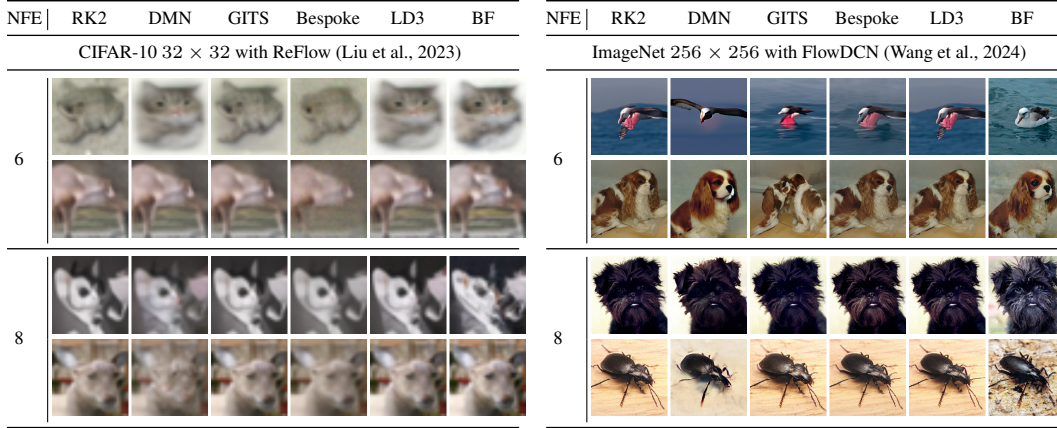 NFE RK2 DMN GITS Bespoke LD3 BF
CIFAR-10 32 × 32 with ReFlow (Liu et al., 2023)
6
8
NFE RK2 DMN GITS Bespoke LD3 BF
ImageNet 256 × 256 with FlowDCN (Wang et al., 2024)
6
8